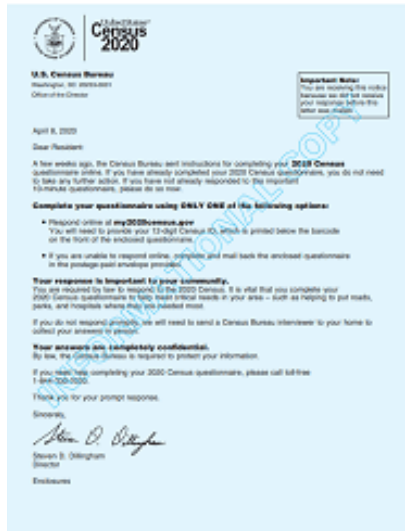 United States®
Census
2020
U.S. Census Bureau
Washington, DC 20233-0001
Office of the Director
Important Note:
You are receiving this notice
because we did not receive
your response before this
letter was mailed.
April 8, 2020
Dear Resident:
A few weeks ago, the Census Bureau sent instructions for completing your 2020 Census
questionnaire online. If you have already completed your 2020 Census questionnaire, you do not need
to take any further action. If you have not already responded to this important
10-minute questionnaire, please do so now.
Complete your questionnaire using ONLY ONE of the following options:
• Respond online at my2020census.gov
You will need to provide your 12-digit Census ID, which is printed below the barcode
on the front of the enclosed questionnaire.
• If you are unable to respond online, complete and mail back the enclosed questionnaire
in the postage-paid envelope provided.
Your response is important to your community.
You are required by law to respond to the 2020 Census. It is vital that you complete your
2020 Census questionnaire to help meet critical needs in your area – such as helping to put roads,
parks, and hospitals where they are needed most.
If you do not respond promptly, we will need to send a Census Bureau interviewer to your home to
collect your answers in person.
Your answers are completely confidential.
By law, the Census Bureau is required to protect your information.
If you need help completing your 2020 Census questionnaire, please call toll-free
1-844-330-2020.
Thank you for your prompt response.
Sincerely,
Steven D. Dillingham
Steven D. Dillingham
Director
Enclosures
INFORMATIONAL COPY